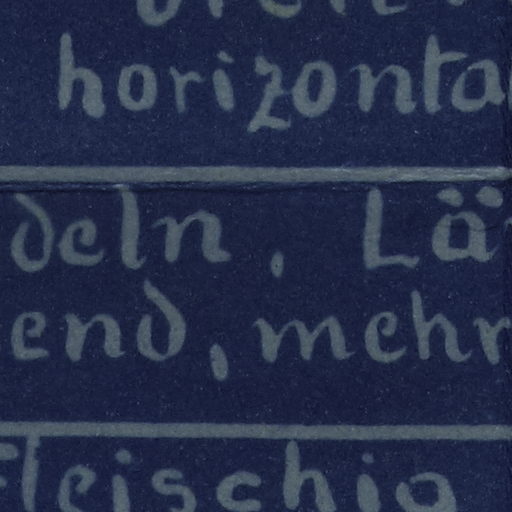 horizonta
deln, Lä
end, mehr
Fleischig